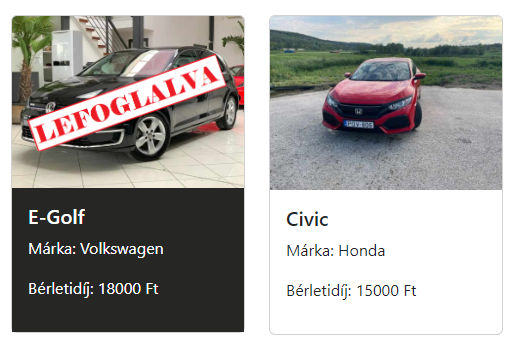 LEFOGLALVA
E-Golf
Márka: Volkswagen
Bérletidíj: 18000 Ft
Civic
Márka: Honda
Bérletidíj: 15000 Ft